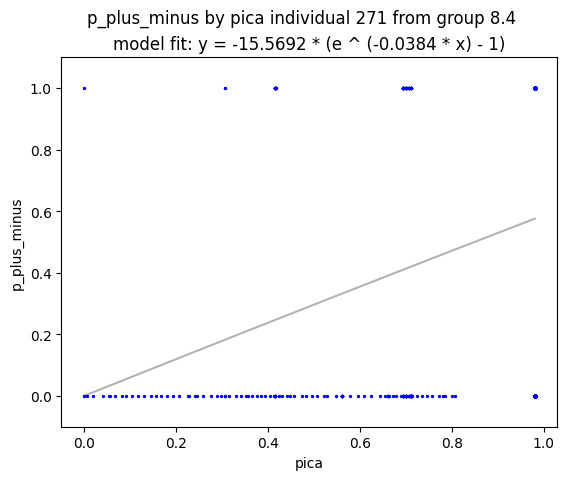 p_plus_minus by pica individual 271 from group 8.4
model fit: y = -15.5692 * (e ^ (-0.0384 * x) - 1)
1.0
0.8
0.6
0.4
0.2
0.0
p_plus_minus
0.0 0.2 0.4 0.6 0.8 1.0
pica